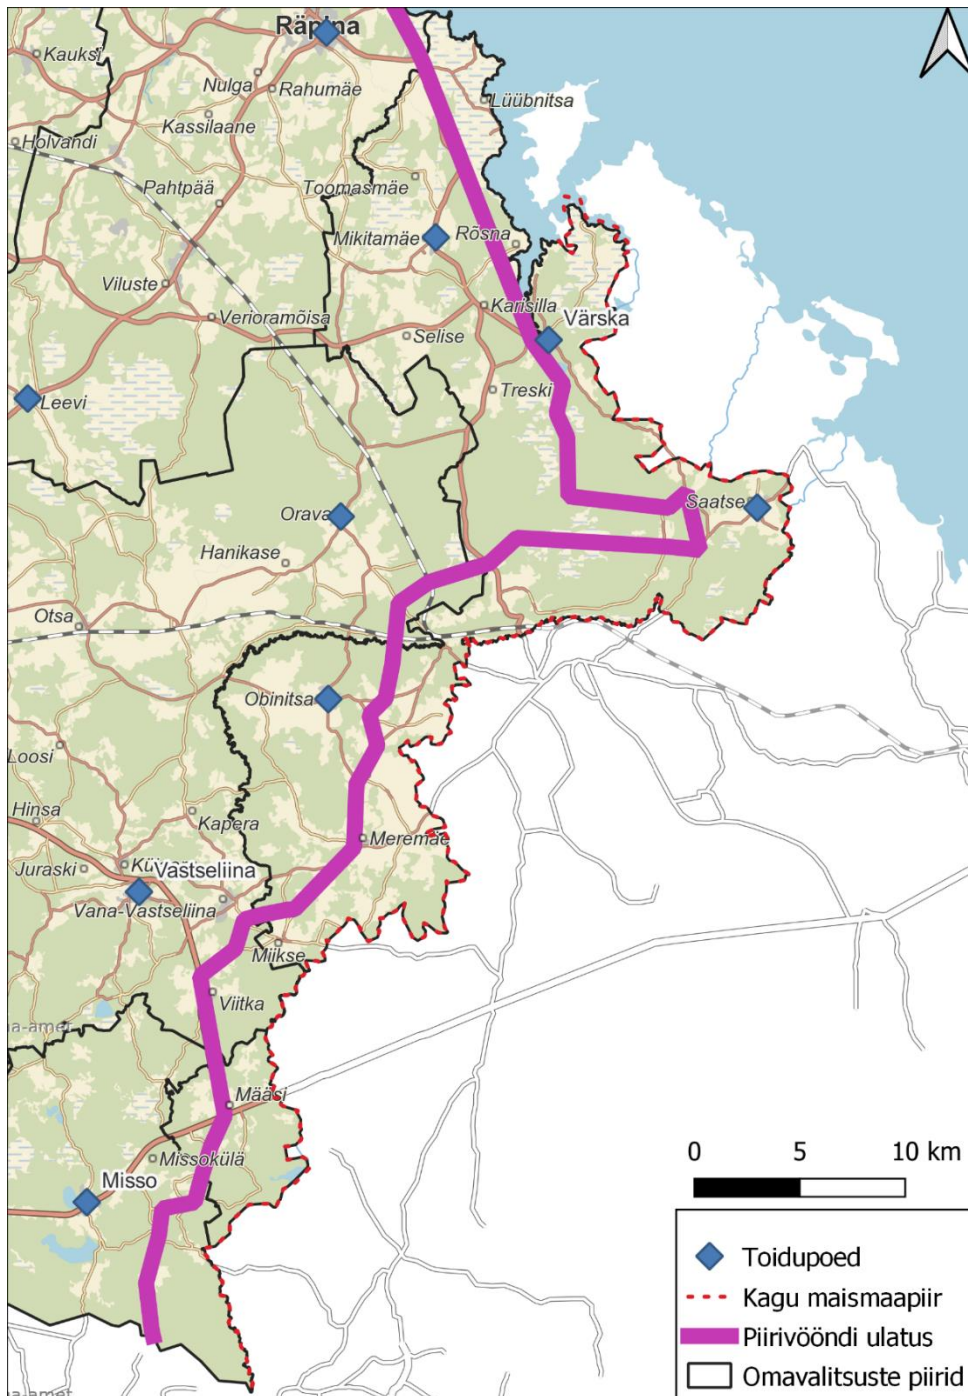 Räpina
Kauksi
Nulga
Rahumäe
Lüübnitsa
Kassilaane
Holvandi
Toomasmäe
Pahtpää
Mikitamäe
Rõsna
Viluste
Karisilla
Verioramõisa
Värska
Selise
Treski
Leevi
Saatse
Orava
Hanikase
Otsa
Obinitsa
Loosi
Hinsa
Kapera
Meremäe
Juraski
Vastseliina
Vana-Vastseliina
Miikse
Viitka
a-amet
Määsi
Missokülä
Misso
0 5 10 km
Toidupoed
Kagu maismaapiir
Piirivööndi ulatus
Omavalitsuste piirid
a-amet